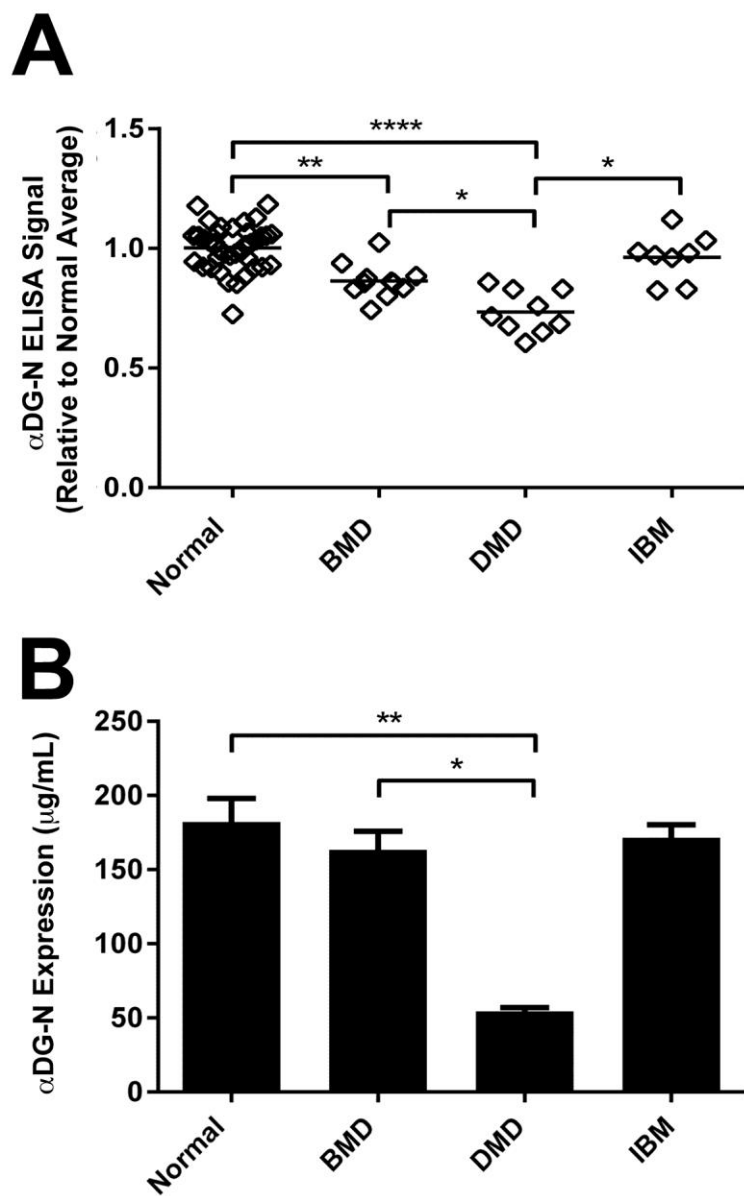 A
αDG-N ELISA Signal
(Relative to Normal Average)
1.5
1.0
0.5
0.0
****
**
*
*
Normal
BMD
DMD
IBM
B
αDG-N Expression (μg/mL)
250
200
150
100
50
0
**
*
Normal
BMD
DMD
IBM